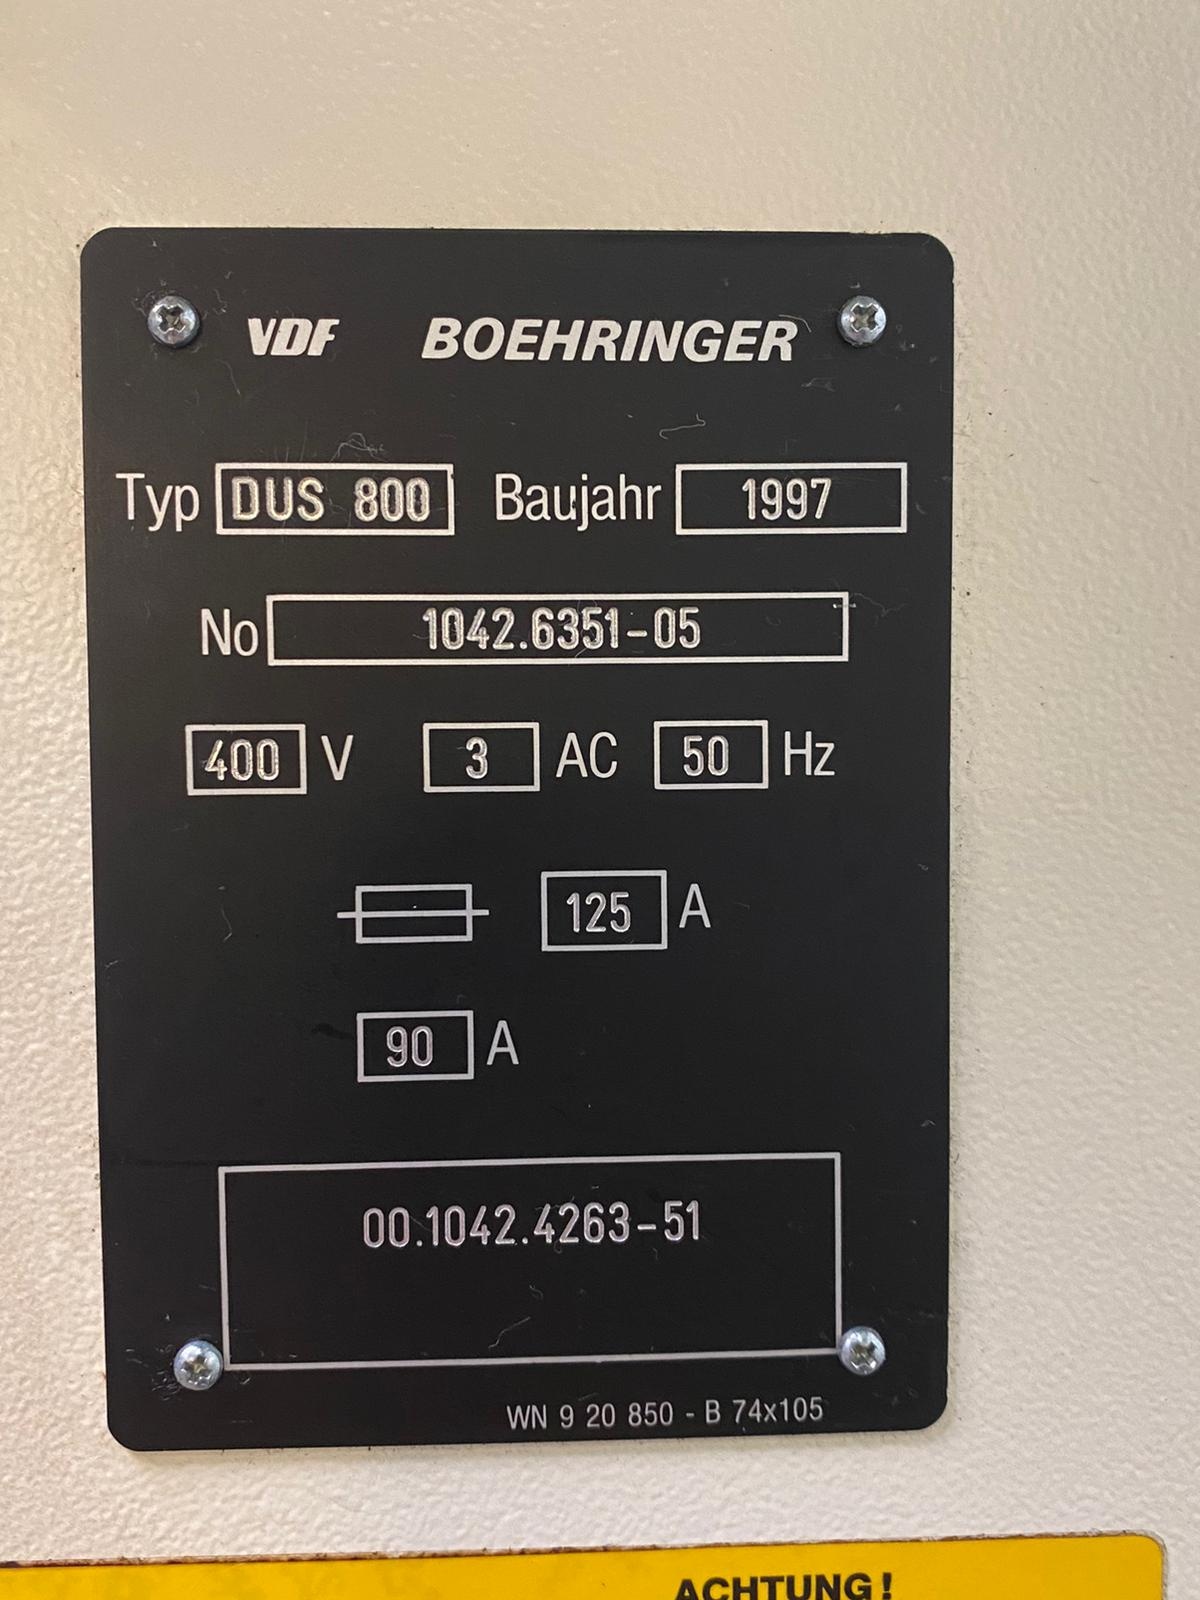 VDF BOEHRINGER
Typ DUS 800 Baujahr 1997
No 1042.6351-05
400 V 3 AC 50 Hz
125 A
90 A
00.1042.4263-51
WN 9 20 850 - B 74x105
ACHTUNG!